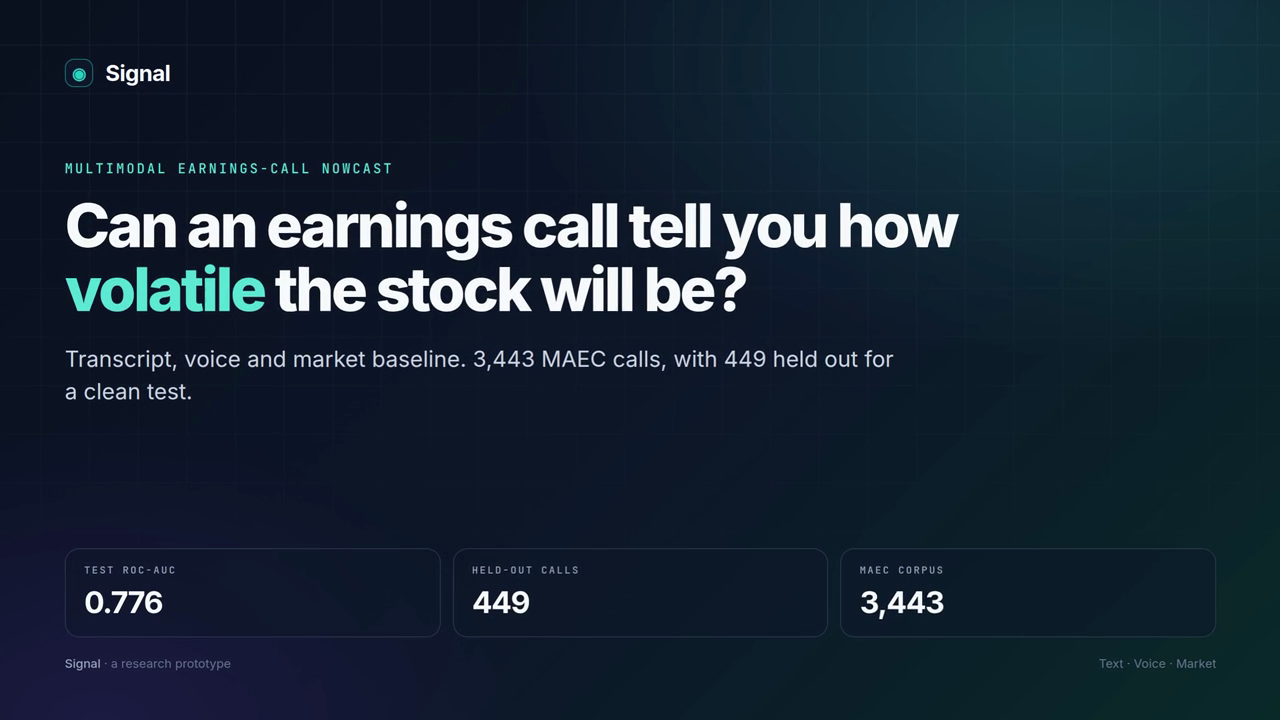 Signal
MULTIMODAL EARNINGS-CALL NOWCAST
Can an earnings call tell you how
volatile the stock will be?
Transcript, voice and market baseline. 3,443 MAEC calls, with 449 held out for
a clean test.
TEST ROC-AUC
0.776
HELD-OUT CALLS
449
MAEC CORPUS
3,443
Signal · a research prototype
Text · Voice · Market